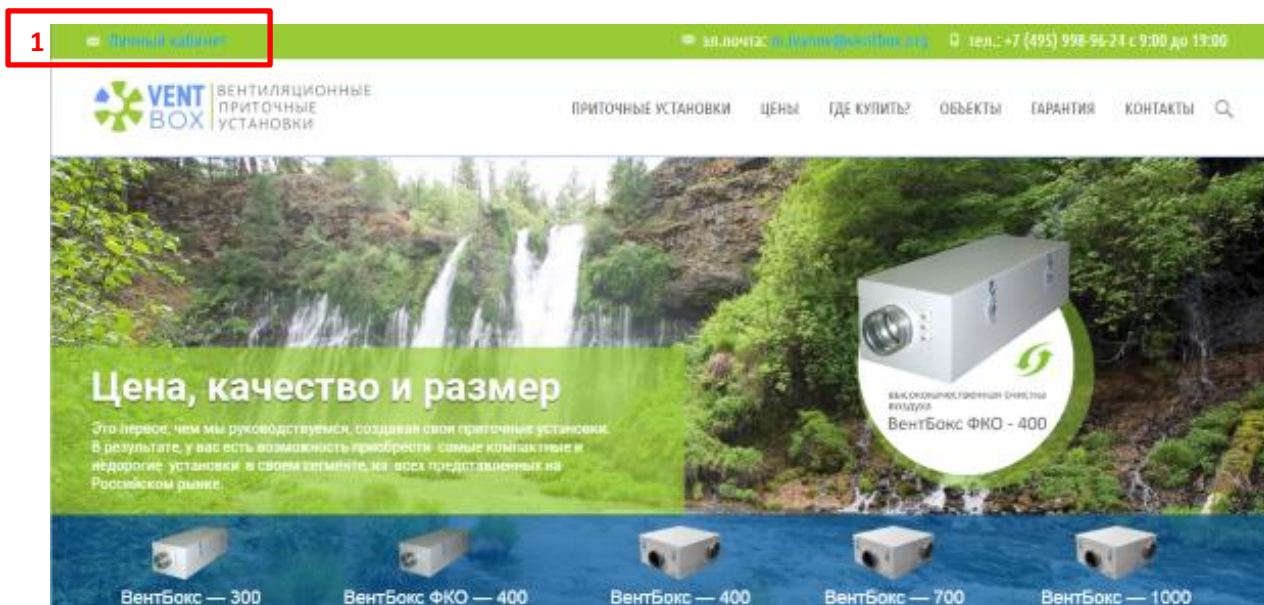 1
Личный кабинет
эл.почта:
тел.: +7 (495) 998-96-24 с 9:00 до 19:00
VENT BOX
ВЕНТИЛЯЦИОННЫЕ
ПРИТОЧНЫЕ
УСТАНОВКИ
ПРИТОЧНЫЕ УСТАНОВКИ ЦЕНЫ ГДЕ КУПИТЬ? ОБЪЕКТЫ ГАРАНТИЯ КОНТАКТЫ
Цена, качество и размер
Это первое, чем мы руководствуемся, создавая свои приточные установки.
В результате, у вас есть возможность приобрести самые компактные и
недорогие установки в своем сегменте, из всех представленных на
Российском рынке.
высококачественная очистка
воздуха
ВентБокс ФКО - 400
ВентБокс — 300 ВентБокс ФКО — 400 ВентБокс — 400 ВентБокс — 700 ВентБокс — 1000